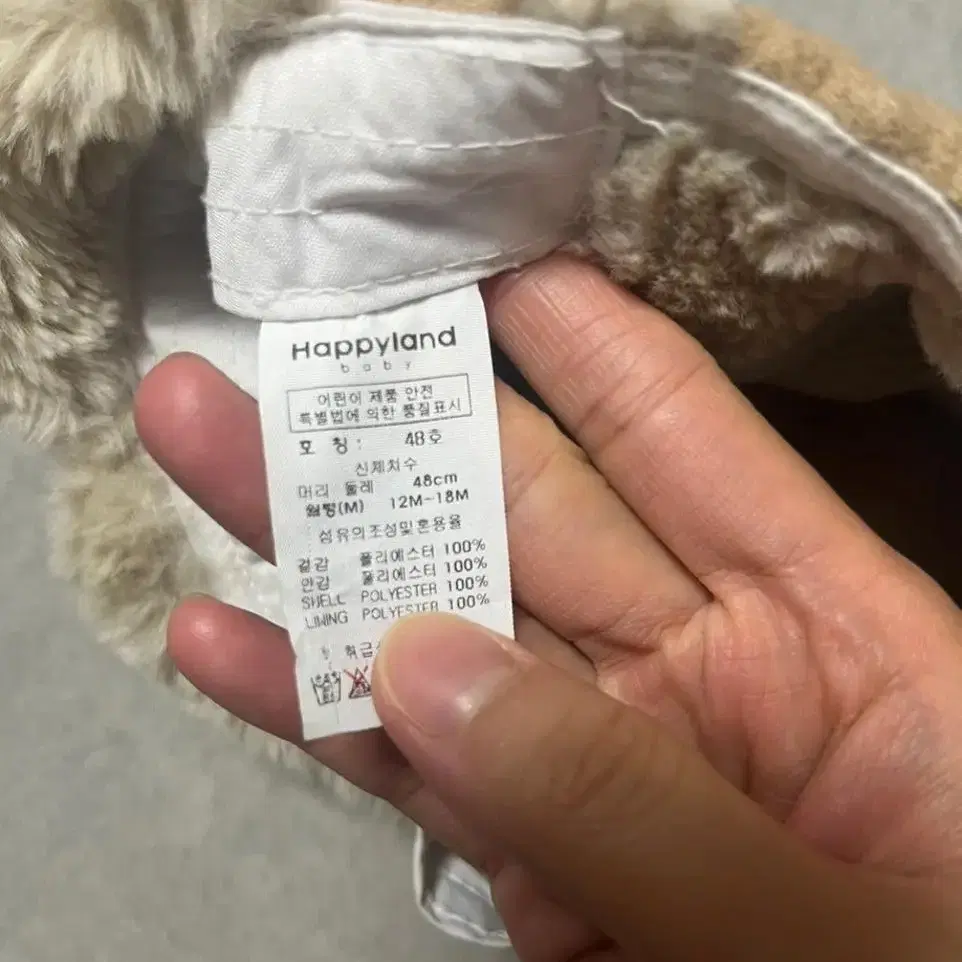 Happyland
baby
어린이 제품 안전
특별법에 의한 품질표시
호 칭 : 48호
신체치수
머리 둘레 48cm
월령(M) 12M-18M
섬유의조성및혼용율
겉감 폴리에스터 100%
안감 폴리에스터 100%
SHELL POLYESTER 100%
LINING POLYESTER 100%